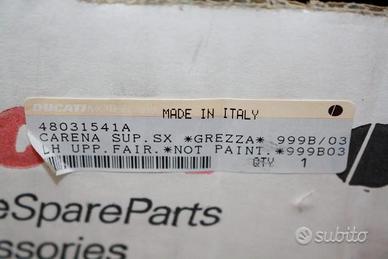 DUCATI
MADE IN ITALY
48031541A
CARENA SUP.SX *GREZZA* 999B/03
LH UPP.FAIR.*NOT PAINT.*999B03
QTY. 1
eSpareParts
cessories
subito